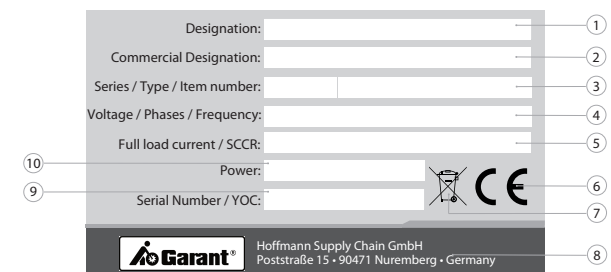 Designation:
1
Commercial Designation:
2
Series / Type / Item number:
3
Voltage / Phases / Frequency:
4
Full load current / SCCR:
5
10
Power:
9
Serial Number / YOC:
CE
6
7
Garant®
Hoffmann Supply Chain GmbH
Poststraße 15 • 90471 Nuremberg • Germany
8